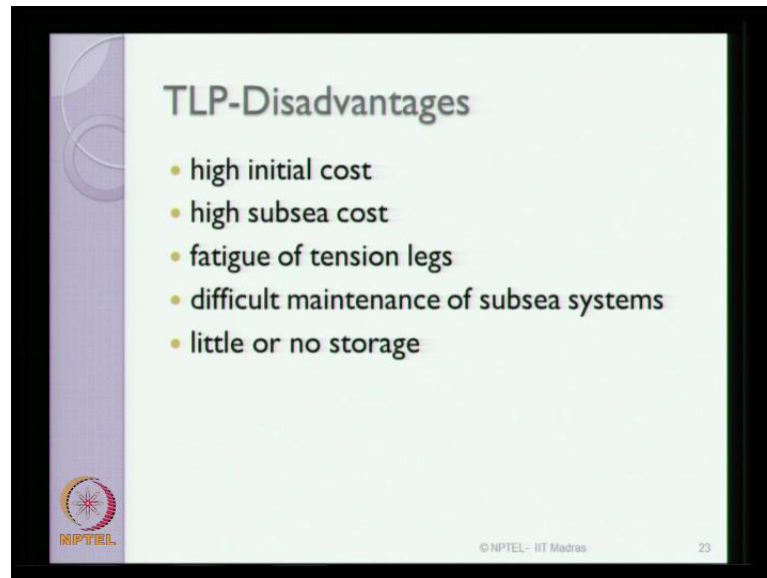 TLP-Disadvantages
high initial cost
high subsea cost
fatigue of tension legs
difficult maintenance of subsea systems
little or no storage
NPTEL
© NPTEL- IIT Madras
23